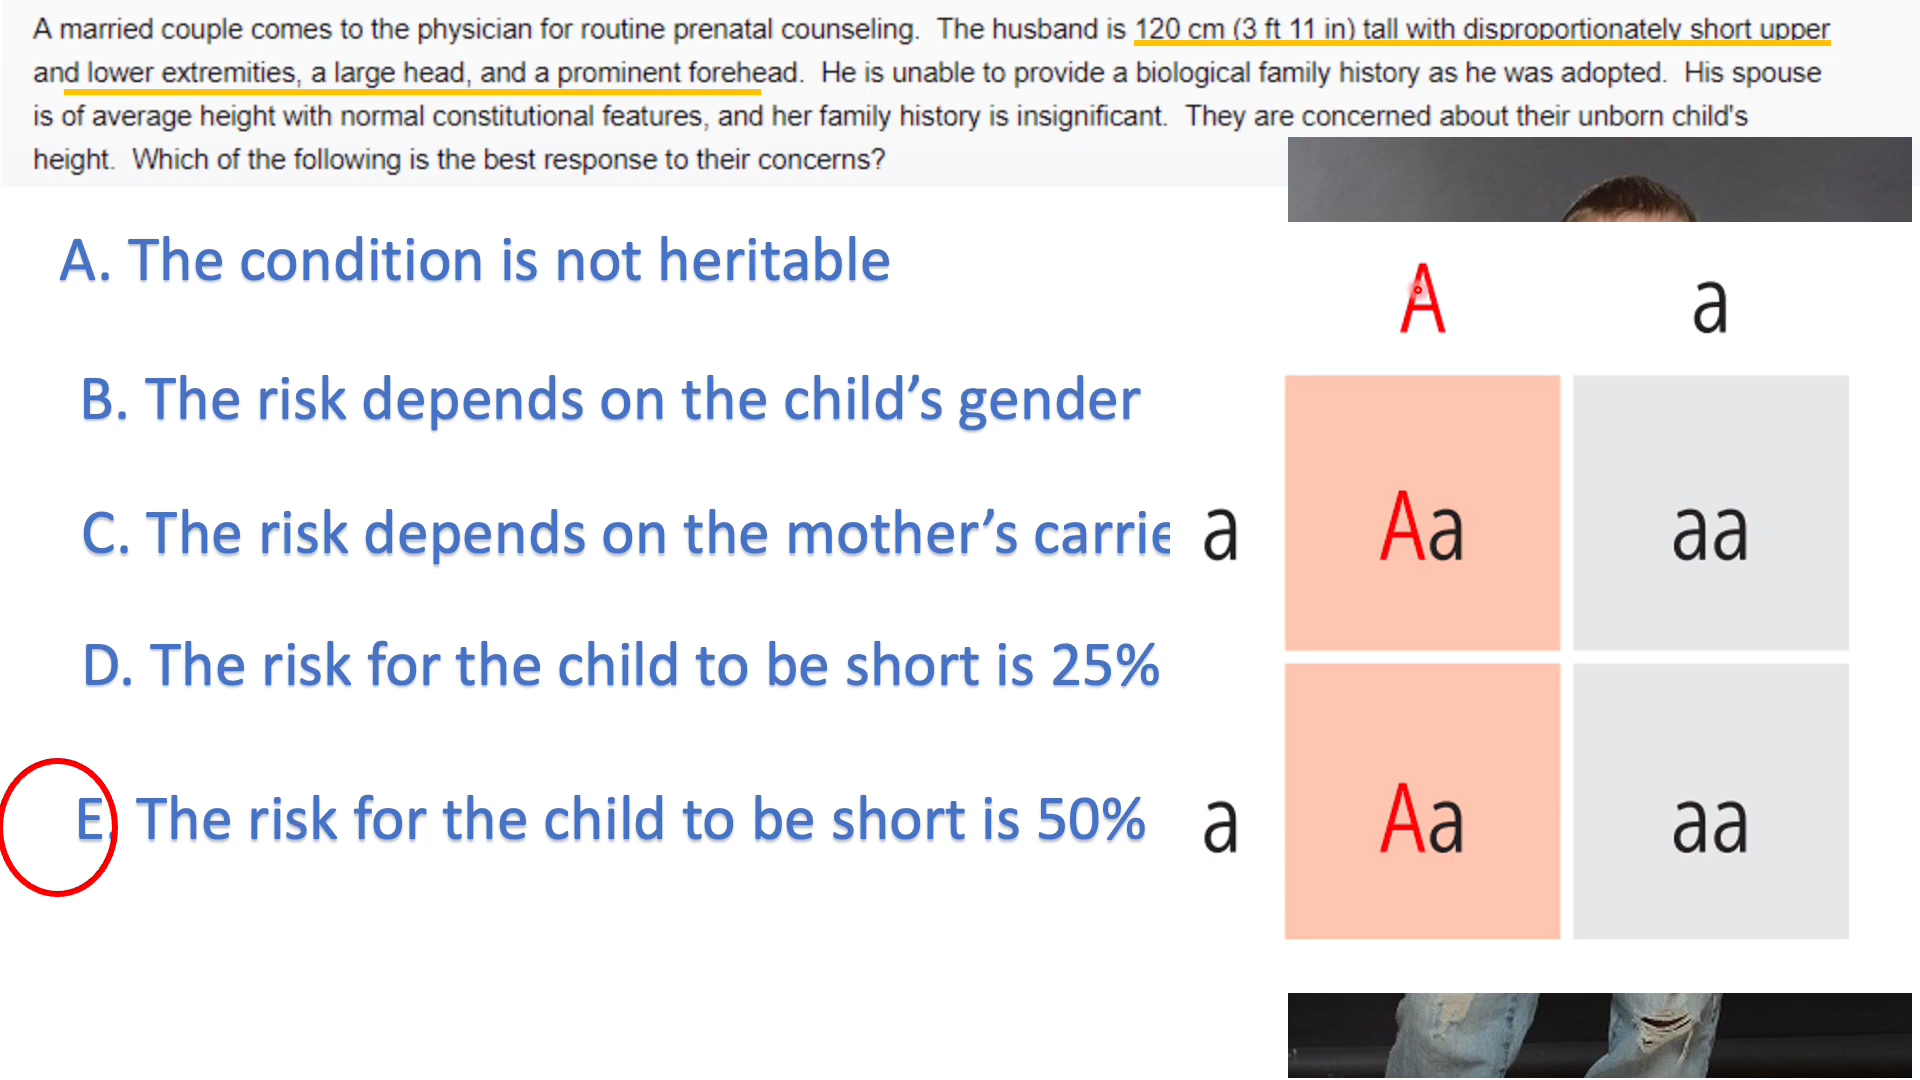 A married couple comes to the physician for routine prenatal counseling. The husband is 120 cm (3 ft 11 in) tall with disproportionately short upper
and lower extremities, a large head, and a prominent forehead. He is unable to provide a biological family history as he was adopted. His spouse
is of average height with normal constitutional features, and her family history is insignificant. They are concerned about their unborn child's
height. Which of the following is the best response to their concerns?
A. The condition is not heritable
B. The risk depends on the child’s gender
C. The risk depends on the mother’s carrie
D. The risk for the child to be short is 25%
E. The risk for the child to be short is 50%
A a
a Aa aa
a Aa aa